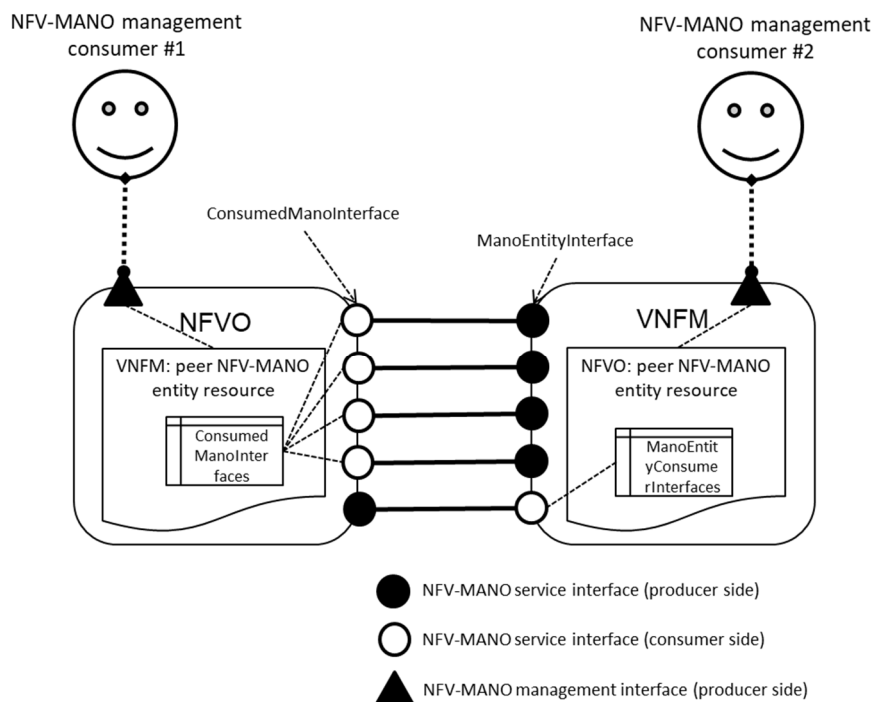 NFV-MANO management
consumer #1
NFV-MANO management
consumer #2
ConsumedManoInterface
ManoEntityInterface
NFVO
VNFM
VNFM: peer NFV-MANO
entity resource
Consumed
ManoInter
faces
NFVO: peer NFV-MANO
entity resource
ManoEntit
yConsume
rInterfaces
NFV-MANO service interface (producer side)
NFV-MANO service interface (consumer side)
NFV-MANO management interface (producer side)